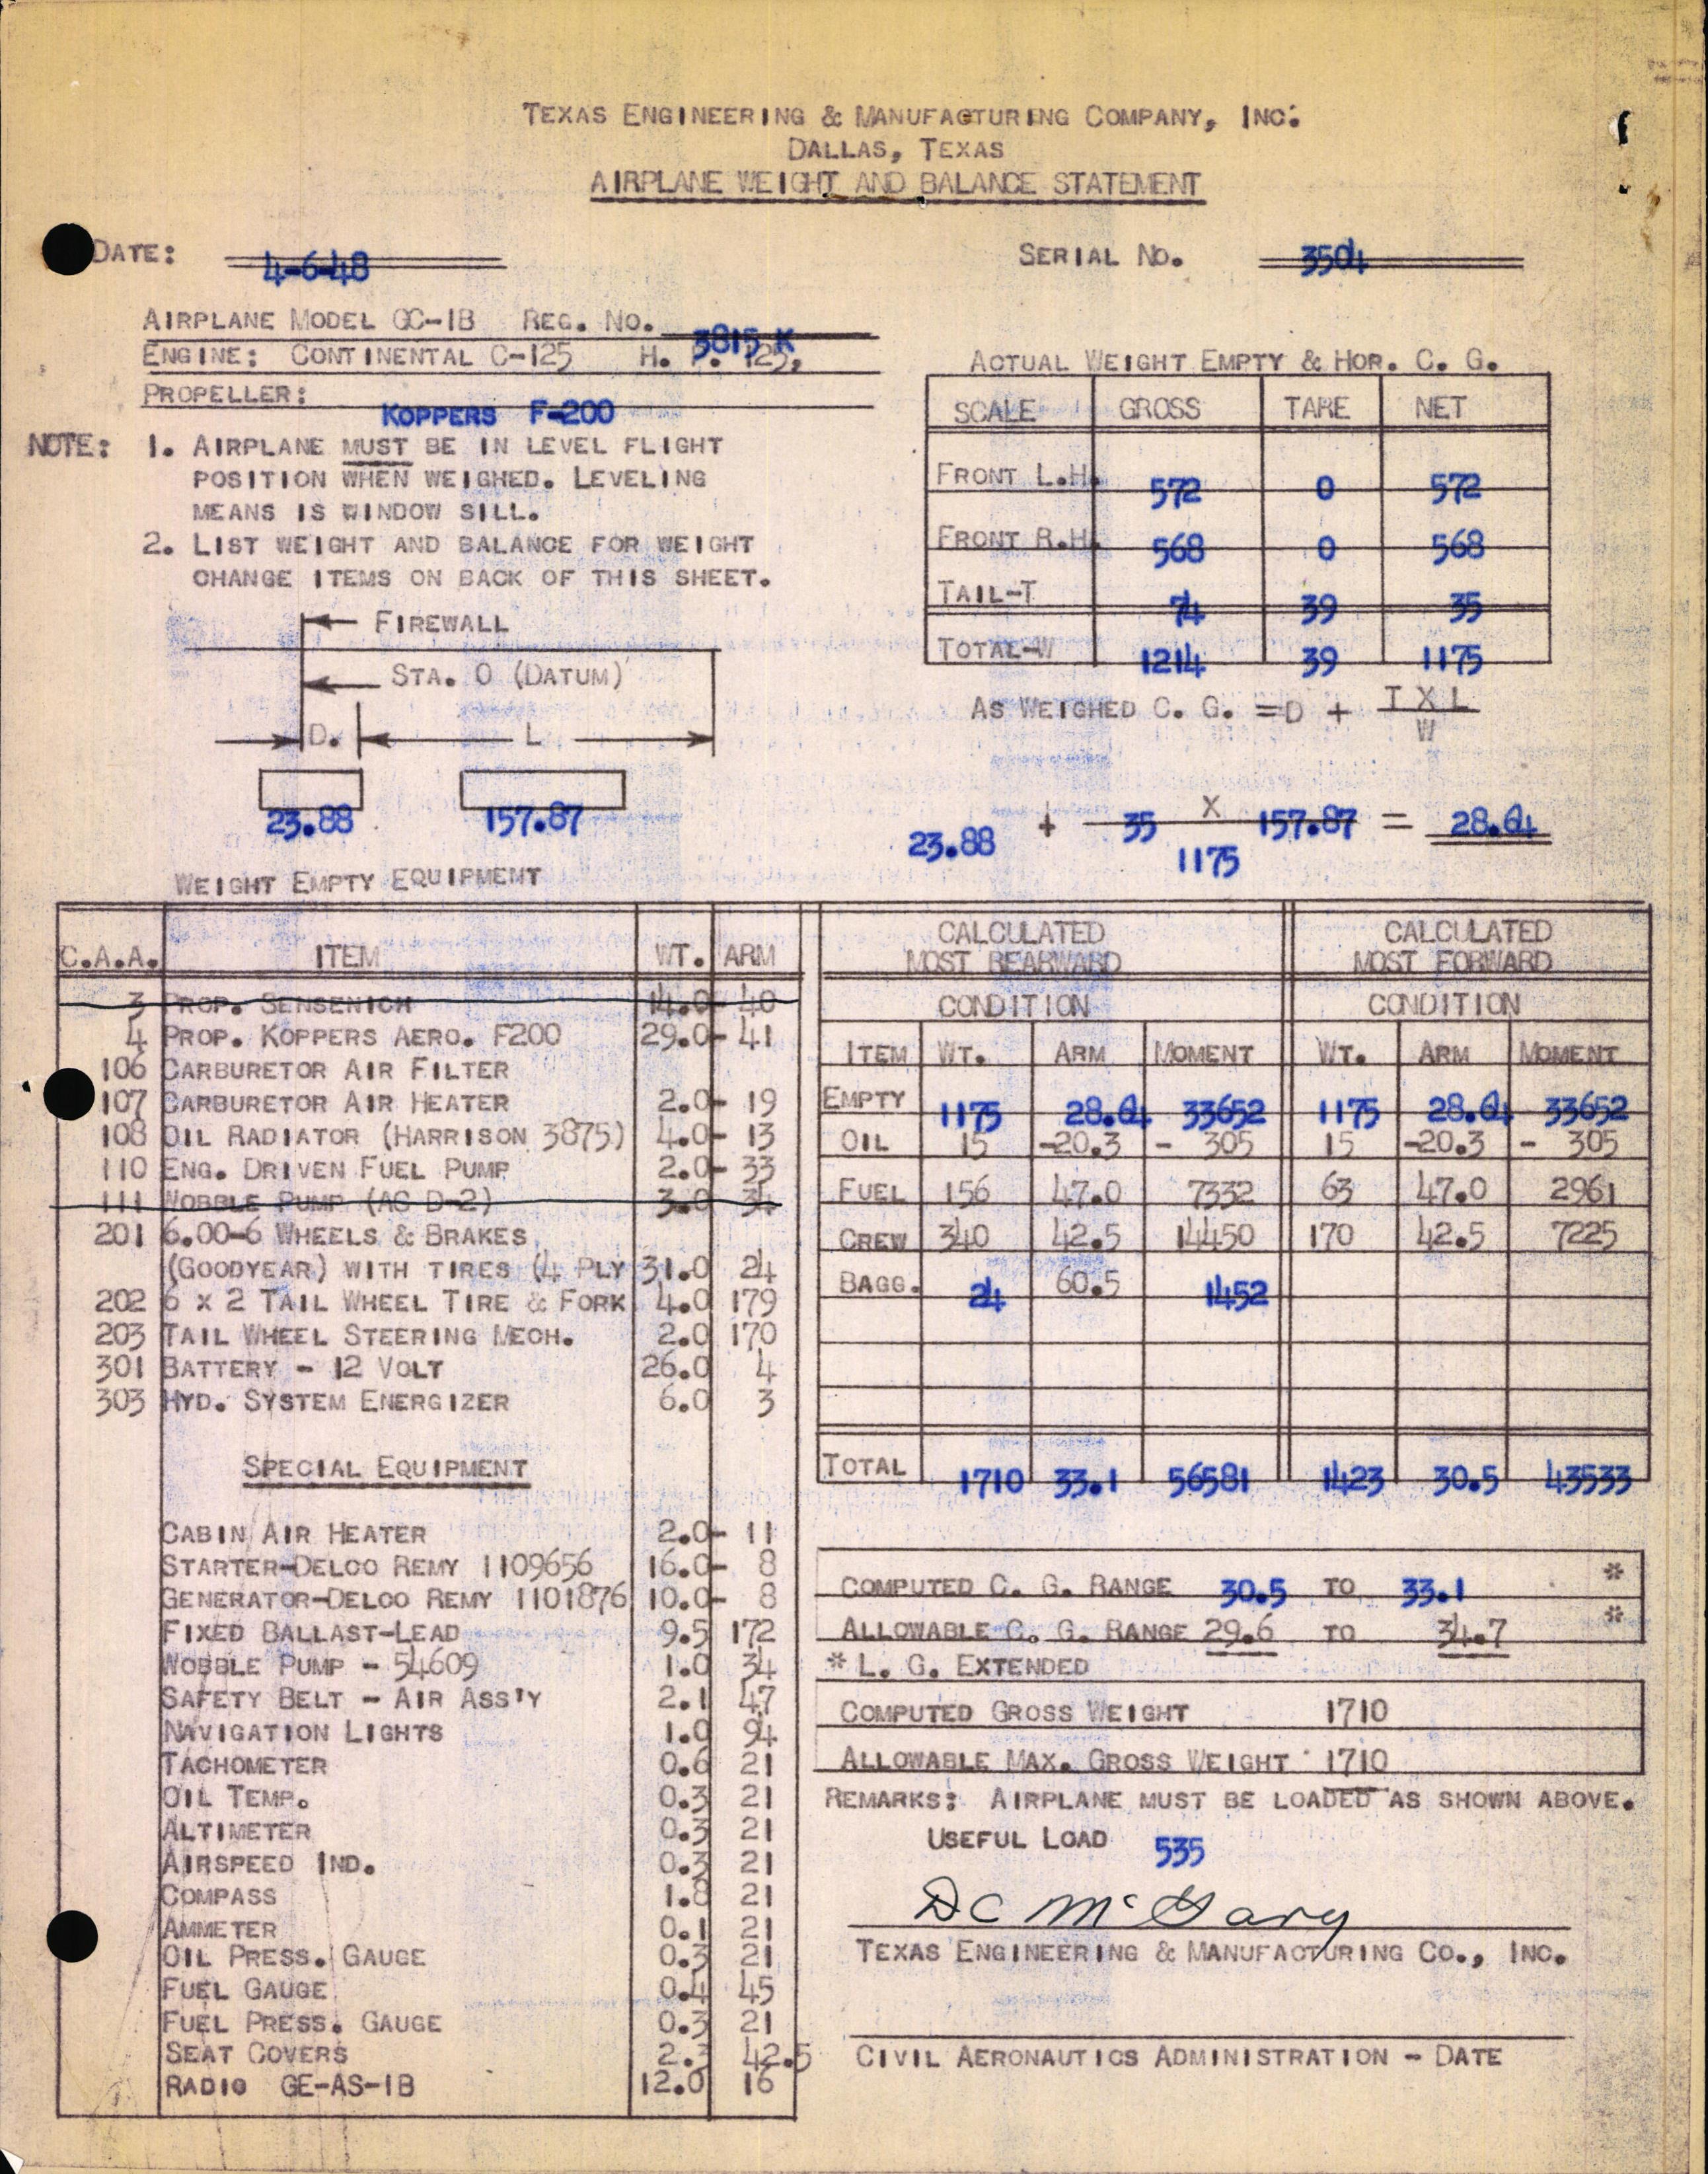 TEXAS ENGINEERING & MANUFACTURING COMPANY, INC.
DALLAS, TEXAS
AIRPLANE WEIGHT AND BALANCE STATEMENT
DATE: 4-6-48 SERIAL NO. 3504
AIRPLANE MODEL GC-1B REG. NO. 3815 K
ENGINE: CONTINENTAL C-125 H. P. 125,
PROPELLER: KOPPERS F-200
NOTE: 1. AIRPLANE MUST BE IN LEVEL FLIGHT
POSITION WHEN WEIGHED. LEVELING
MEANS IS WINDOW SILL.
2. LIST WEIGHT AND BALANCE FOR WEIGHT
CHANGE ITEMS ON BACK OF THIS SHEET.
FIREWALL
STA. 0 (DATUM)
D. L
23.88 157.87
ACTUAL WEIGHT EMPTY & HOR. C. G.
SCALE GROSS TARE NET
FRONT L.H. 572 0 572
FRONT R.H. 568 0 568
TAIL-T 74 39 35
TOTAL-W 1214 39 1175
AS WEIGHED C. G. = D + T X L
W
23.88 + 35 X 157.87 = 28.64
1175
WEIGHT EMPTY EQUIPMENT
C.A.A. ITEM WT. ARM
3 PROP. SENSENICH 14.0 - 40
4 PROP. KOPPERS AERO. F200 29.0 - 41
106 CARBURETOR AIR FILTER
107 CARBURETOR AIR HEATER 2.0 - 19
108 OIL RADIATOR (HARRISON 3875) 4.0 - 13
110 ENG. DRIVEN FUEL PUMP 2.0 - 33
111 WOBBLE PUMP (AC D-2) 3.0 34
201 6.00-6 WHEELS & BRAKES
(GOODYEAR) WITH TIRES (4 PLY 31.0 24
202 6 X 2 TAIL WHEEL TIRE & FORK 4.0 179
203 TAIL WHEEL STEERING MECH. 2.0 170
301 BATTERY - 12 VOLT 26.0 4
303 HYD. SYSTEM ENERGIZER 6.0 3
SPECIAL EQUIPMENT
CABIN AIR HEATER 2.0 - 11
STARTER-DELCO REMY 1109656 16.0 - 8
GENERATOR-DELCO REMY 1101876 10.0 - 8
FIXED BALLAST-LEAD 9.5 172
WOBBLE PUMP - 54609 1.0 34
SAFETY BELT - AIR ASS'Y 2.1 47
NAVIGATION LIGHTS 1.0 94
TACHOMETER 0.6 21
OIL TEMP. 0.3 21
ALTIMETER 0.3 21
AIRSPEED IND. 0.3 21
COMPASS 1.8 21
AMMETER 0.1 21
OIL PRESS. GAUGE 0.3 21
FUEL GAUGE 0.4 45
FUEL PRESS. GAUGE 0.3 21
SEAT COVERS 42.5
RADIO GE-AS-1B 12.0 16
CALCULATED CALCULATED
MOST REARWARD MOST FORWARD
CONDITION CONDITION
ITEM WT. ARM MOMENT WT. ARM MOMENT
EMPTY 1175 28.64 33652 1175 28.64 33652
OIL 15 -20.3 - 305 15 -20.3 - 305
FUEL 156 47.0 7332 63 47.0 2961
CREW 340 42.5 14450 170 42.5 7225
BAGG. 24 60.5 1452
TOTAL 1710 33.1 56581 1423 30.5 43533
COMPUTED C. G. RANGE 30.5 TO 33.1 *
ALLOWABLE C. G. RANGE 29.6 TO 34.7 *
* L. G. EXTENDED
COMPUTED GROSS WEIGHT 1710
ALLOWABLE MAX. GROSS WEIGHT 1710
REMARKS: AIRPLANE MUST BE LOADED AS SHOWN ABOVE.
USEFUL LOAD 535
DC McGary
TEXAS ENGINEERING & MANUFACTURING CO., INC.
CIVIL AERONAUTICS ADMINISTRATION - DATE